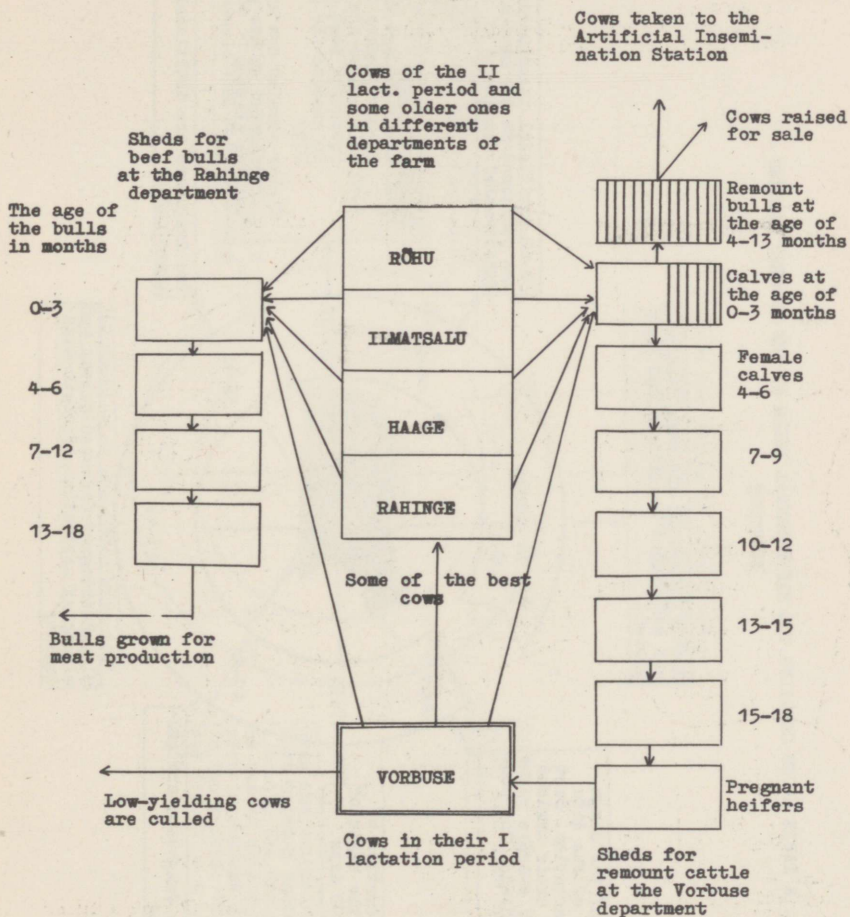 Cows taken to the
Artificial Insemi-
nation Station
Cows raised
for sale
Cows of the II
lact. period and
some older ones
in different
departments of
the farm
Sheds for
beef bulls
at the Rahinge
department
The age of
the bulls
in months
0-3
4-6
7-12
13-18
Bulls grown for
meat production
RÕHU
ILMATSALU
HAAGE
RAHINGE
Some of the best
cows
VORBUSE
Low-yielding cows
are culled
Cows in their I
lactation period
Remount
bulls at
the age of
4-13 months
Calves at
the age of
0-3 months
Female
calves
4-6
7-9
10-12
13-15
15-18
Pregnant
heifers
Sheds for
remount cattle
at the Vorbuse
department